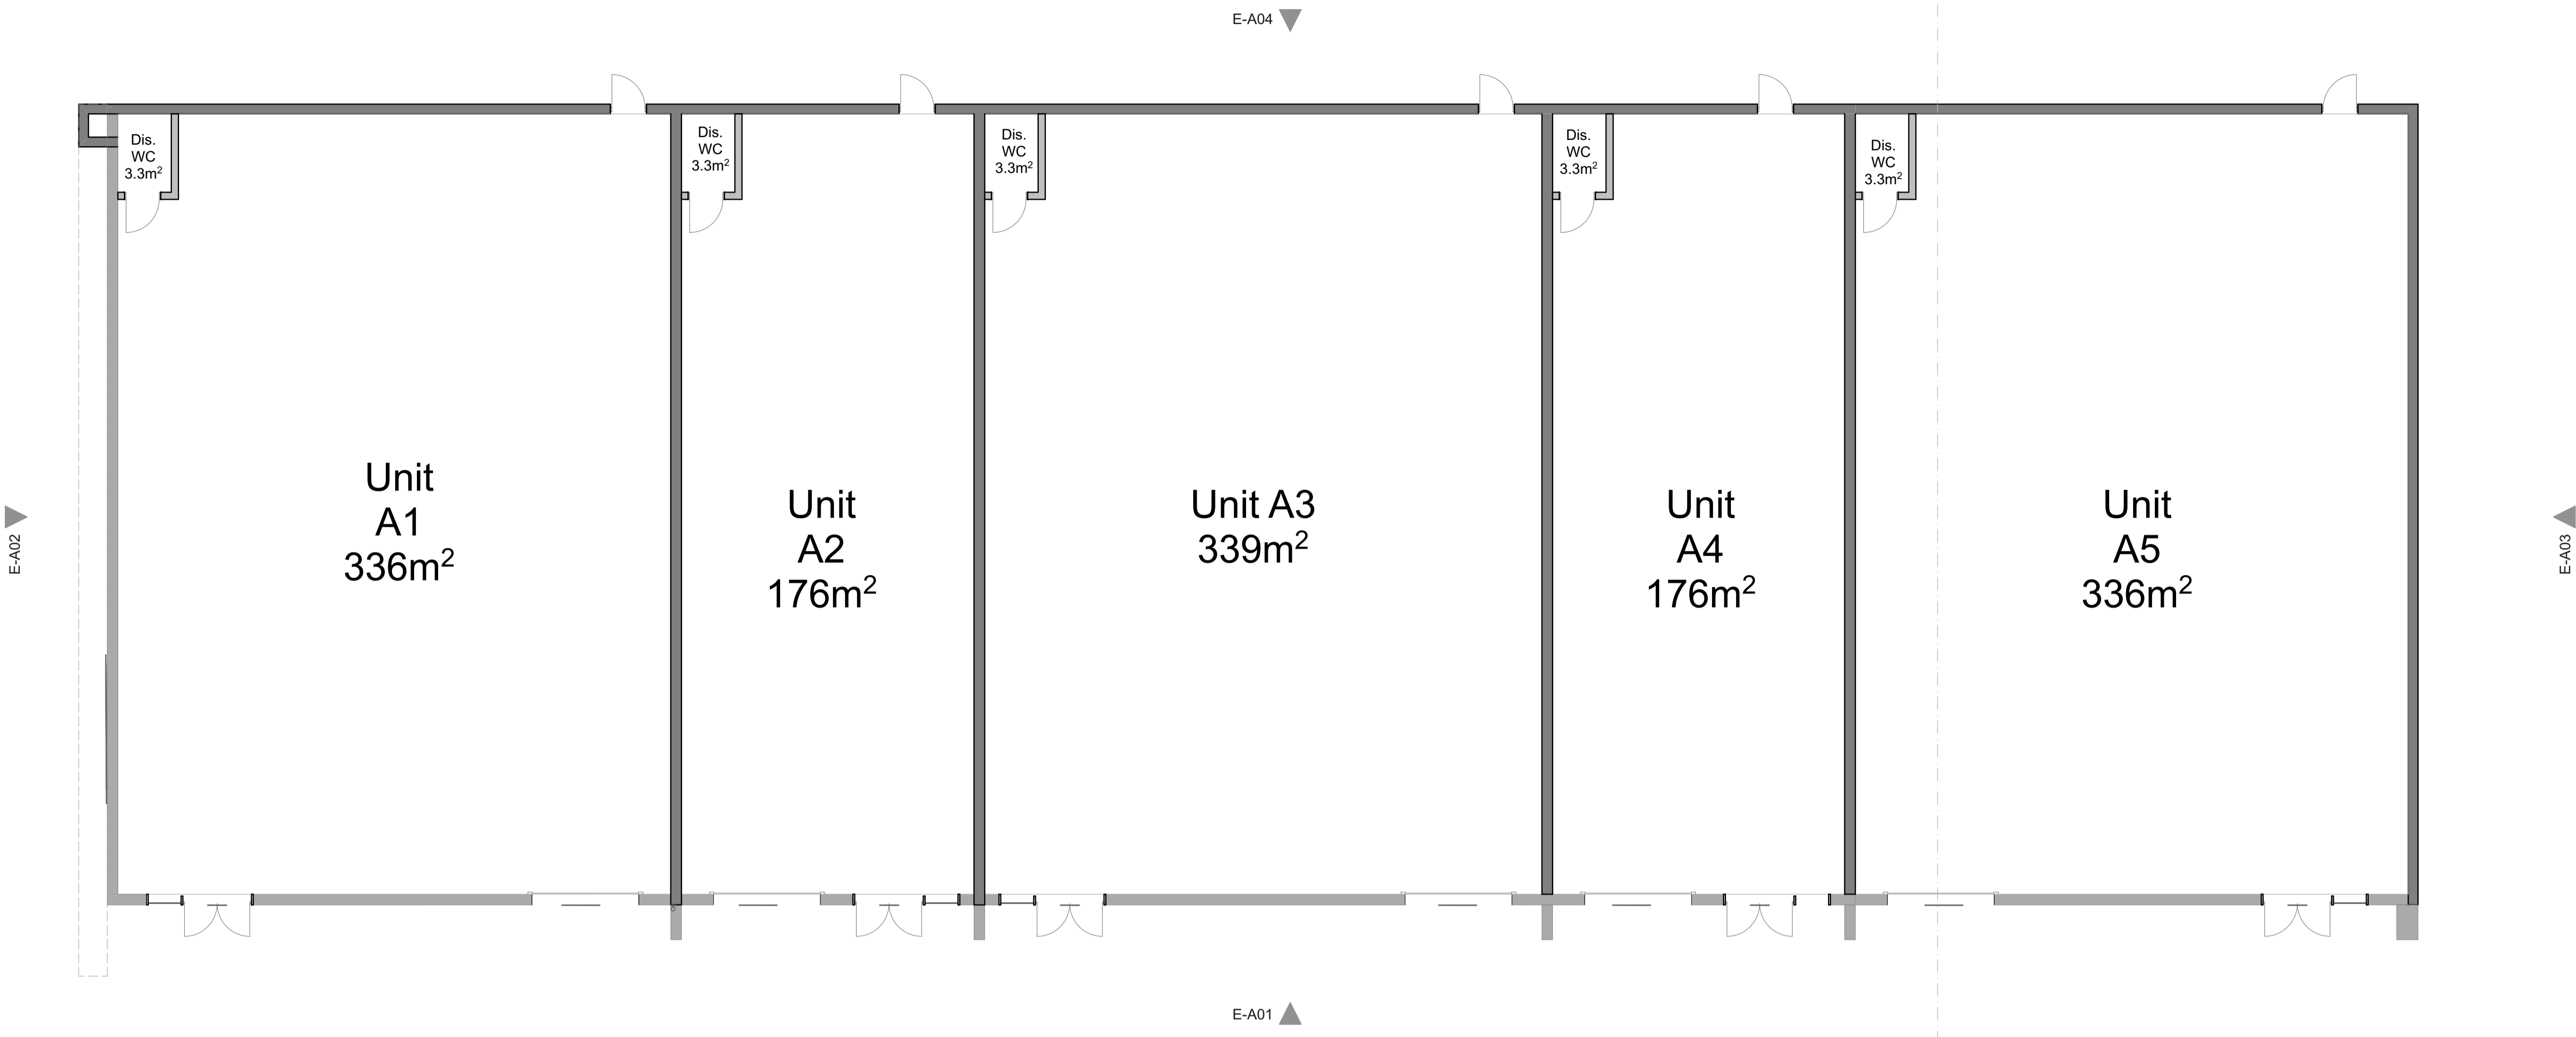 E-A04
Dis.
WC
3.3m²
Dis.
WC
3.3m²
Dis.
WC
3.3m²
Dis.
WC
3.3m²
Dis.
WC
3.3m²
Unit
A1
336m²
Unit
A2
176m²
Unit A3
339m²
Unit
A4
176m²
Unit
A5
336m²
E-A02
E-A03
E-A01